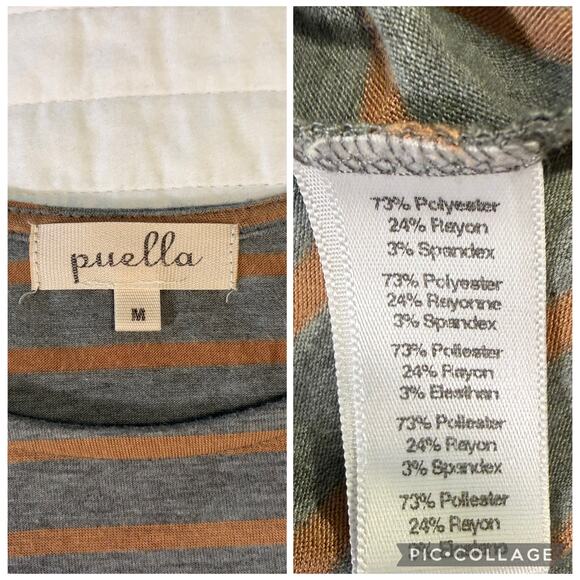 puella
M
73% Polyester
24% Rayon
3% Spandex
73% Polyester
24% Rayonne
3% Spandex
73% Poliester
24% Rayon
3% Elasthan
73% Poliester
24% Rayon
3% Spandex
73% Poliester
24% Rayon
PIC•COLLAGE